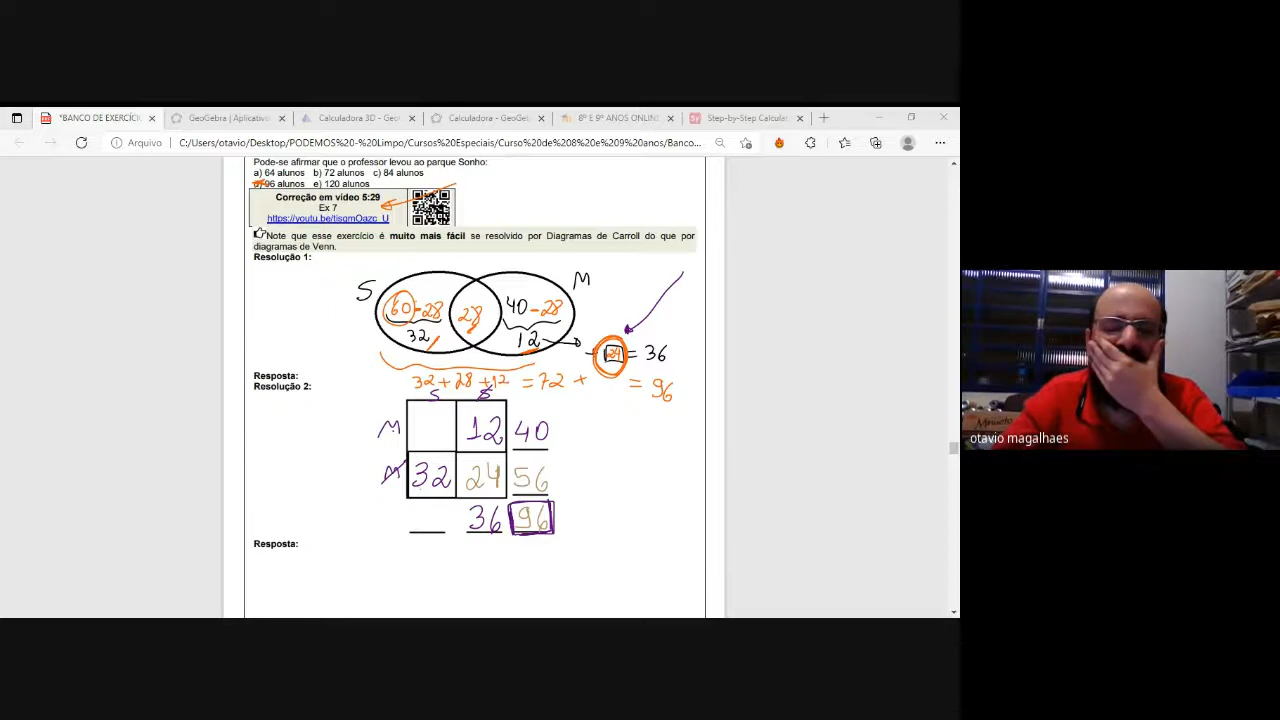 *BANCO DE EXERCÍCI
GeoGebra | Aplicativo
Calculadora 3D - Geo
Calculadora - GeoGe
8º E 9º ANOS ONLIN
Step-by-Step Calcula
Arquivo
C:/Users/otavio/Desktop/PODEMOS%20-%20Limpo/Cursos%20Especiais/Curso%20de%208%20e%209%20anos/Banco...
Pode-se afirmar que o professor levou ao parque Sonho:
a) 64 alunos b) 72 alunos c) 84 alunos
96 alunos e) 120 alunos
Correção em vídeo 5:29
Ex 7
https://youtu.be/tisqmOazc_U
Note que esse exercício é muito mais fácil se resolvido por Diagramas de Carroll do que por
diagramas de Venn.
Resolução 1:
S
M
60-28
28
40-28
32
12
24 = 36
Resposta:
32+28+12 = 72 + = 96
Resolução 2:
S S
M 12 40
M 32 24 56
36 96
Resposta:
otavio magalhaes